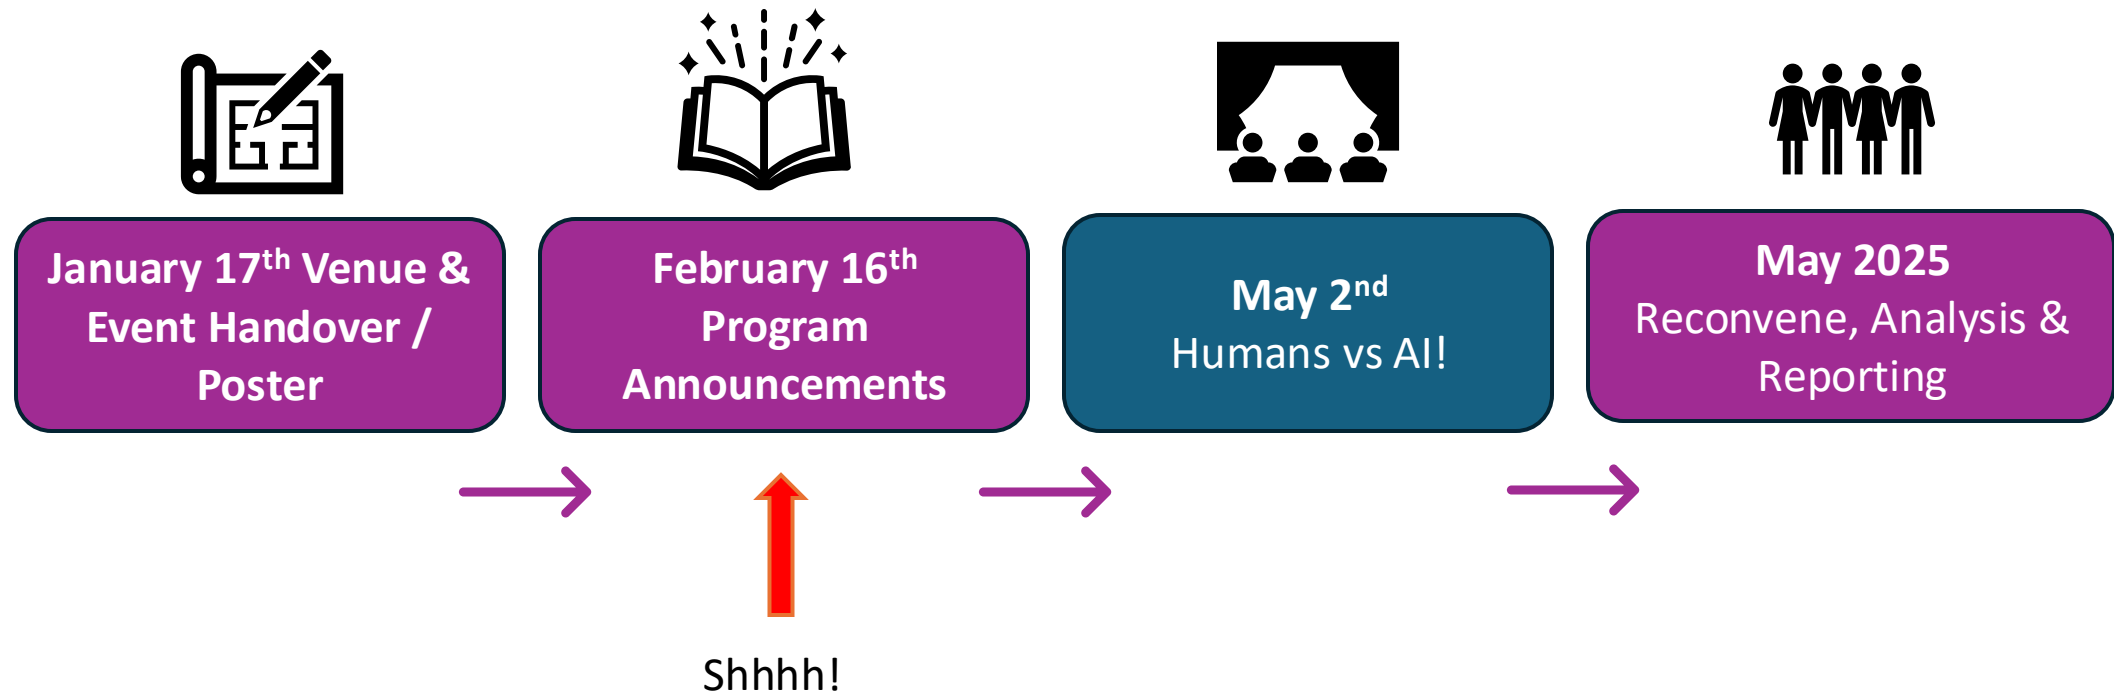 January 17th Venue &
Event Handover /
Poster
February 16th
Program
Announcements
May 2nd
Humans vs AI!
May 2025
Reconvene, Analysis &
Reporting
Shhhh!